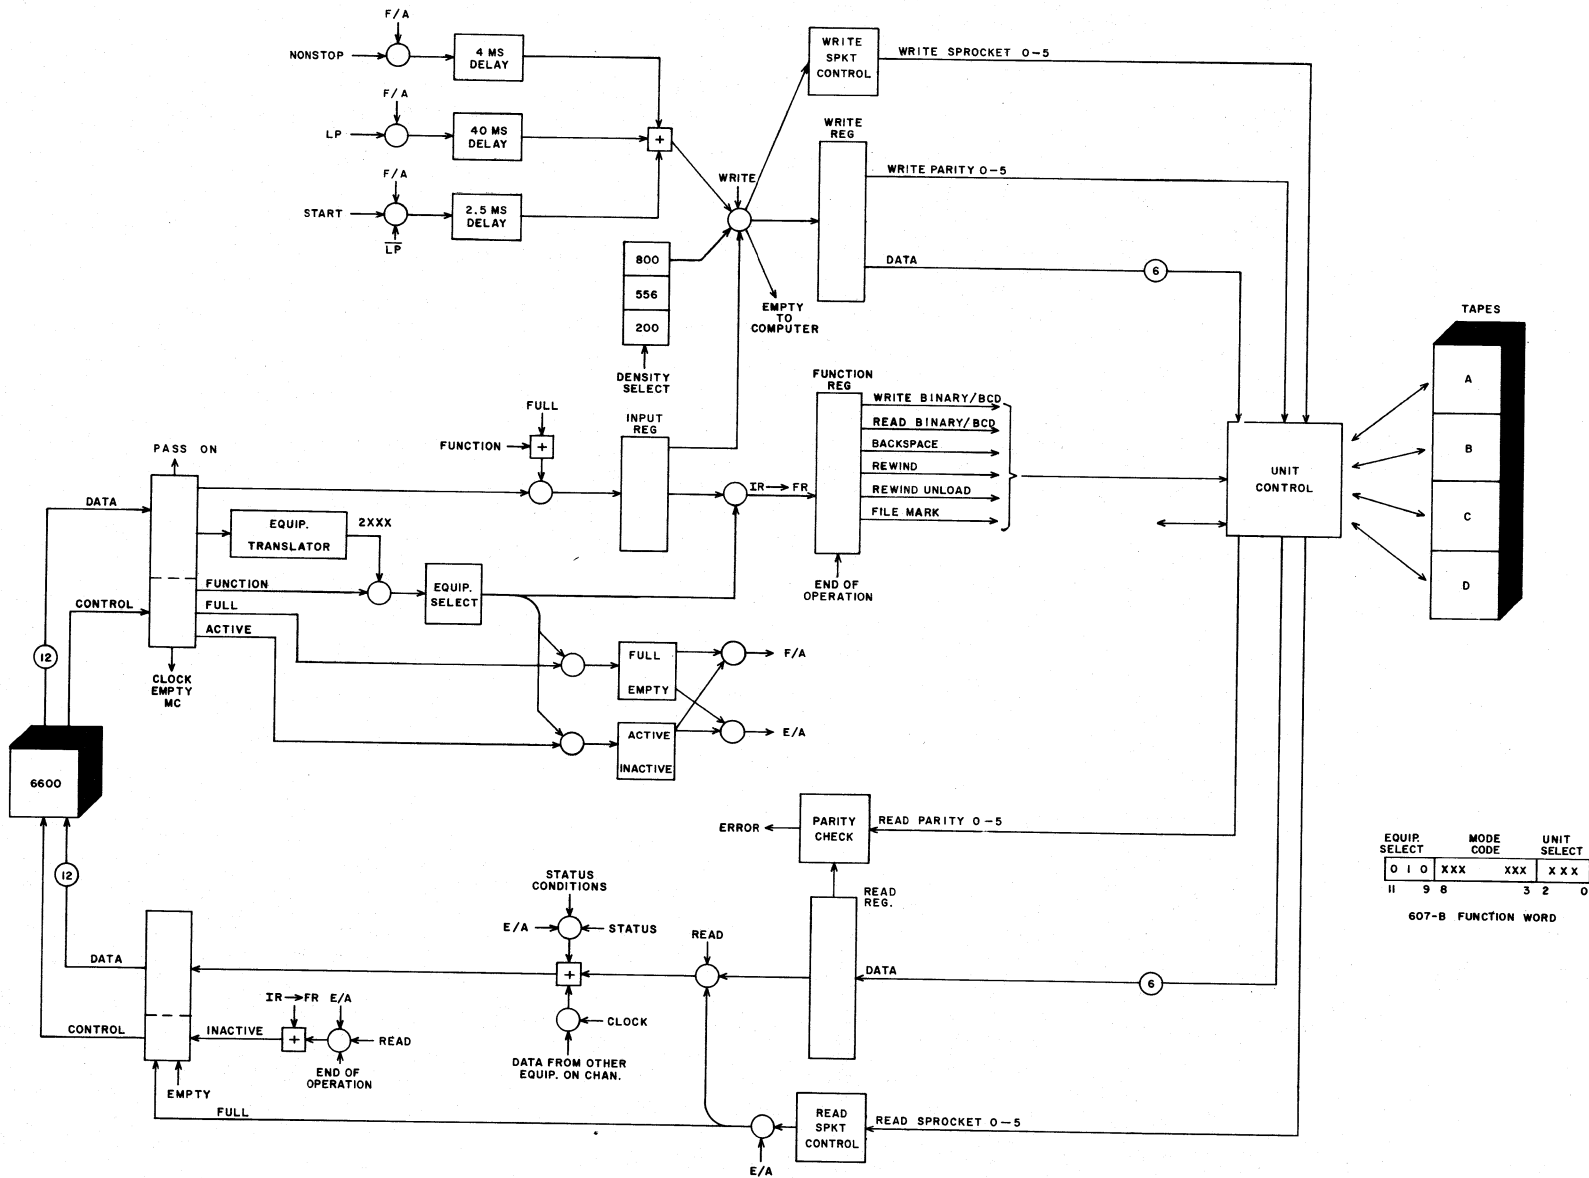 F/A
NONSTOP
4 MS
DELAY
F/A
LP
40 MS
DELAY
F/A
START
2.5 MS
DELAY
LP
+
WRITE
SPKT
CONTROL
WRITE SPROCKET 0-5
WRITE
REG
WRITE PARITY 0-5
WRITE
DATA
6
800
556
200
DENSITY
SELECT
EMPTY
TO
COMPUTER
TAPES
A
B
C
D
FUNCTION
REG
WRITE BINARY/BCD
READ BINARY/BCD
BACKSPACE
REWIND
REWIND UNLOAD
FILE MARK
END OF
OPERATION
UNIT
CONTROL
FULL
FUNCTION
+
INPUT
REG
IR→FR
PASS ON
DATA
EQUIP.
TRANSLATOR
2XXX
FUNCTION
EQUIP.
SELECT
CONTROL
FULL
ACTIVE
12
CLOCK
EMPTY
MC
FULL
EMPTY
F/A
ACTIVE
INACTIVE
E/A
6600
PARITY
CHECK
ERROR
READ PARITY 0-5
EQUIP.
SELECT
MODE
CODE
UNIT
SELECT
0 1 0 XXX XXX XXX
11 9 8 3 2 0
607-B FUNCTION WORD
12
STATUS
CONDITIONS
E/A
STATUS
READ
READ
REG.
DATA
6
DATA
+
CLOCK
DATA FROM OTHER
EQUIP. ON CHAN.
IR→FR E/A
CONTROL
INACTIVE
+
READ
END OF
OPERATION
EMPTY
FULL
READ
SPKT
CONTROL
READ SPROCKET 0-5
E/A